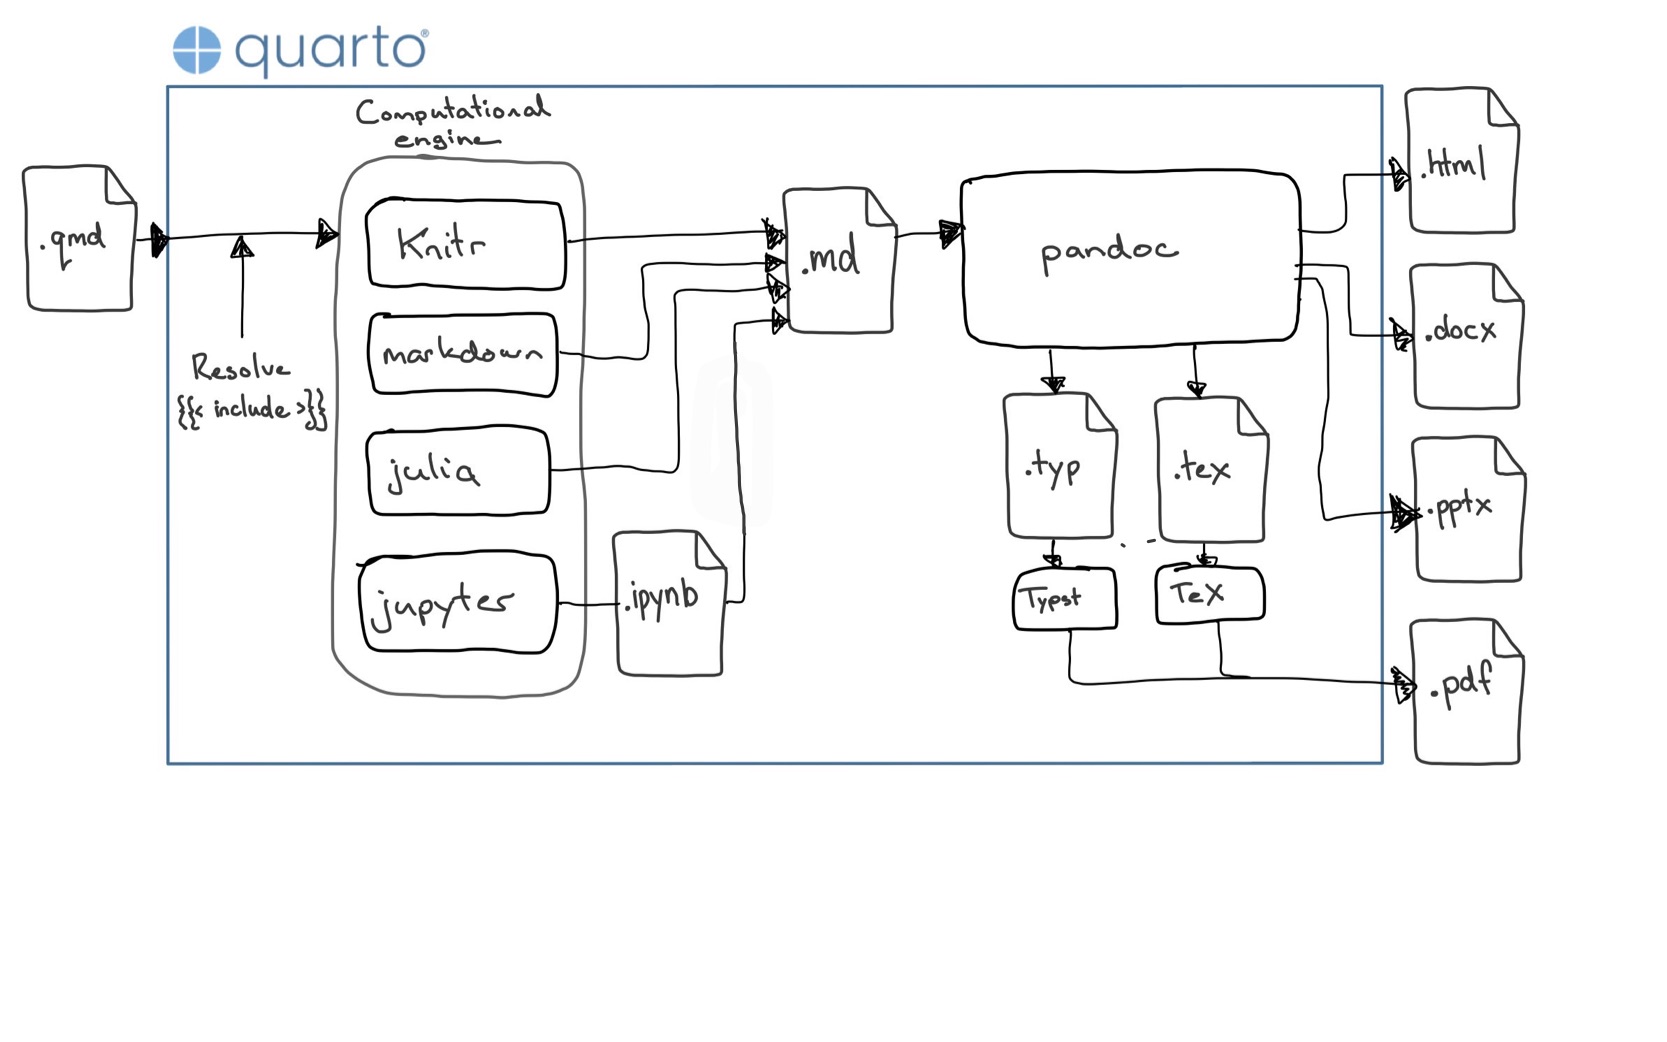 quarto®
Computational
engine
.qmd
Resolve
{{< include >}}
Knitr
markdown
julia
jupyter
.ipynb
.md
pandoc
.typ
.tex
Typst
TeX
.html
.docx
.pptx
.pdf